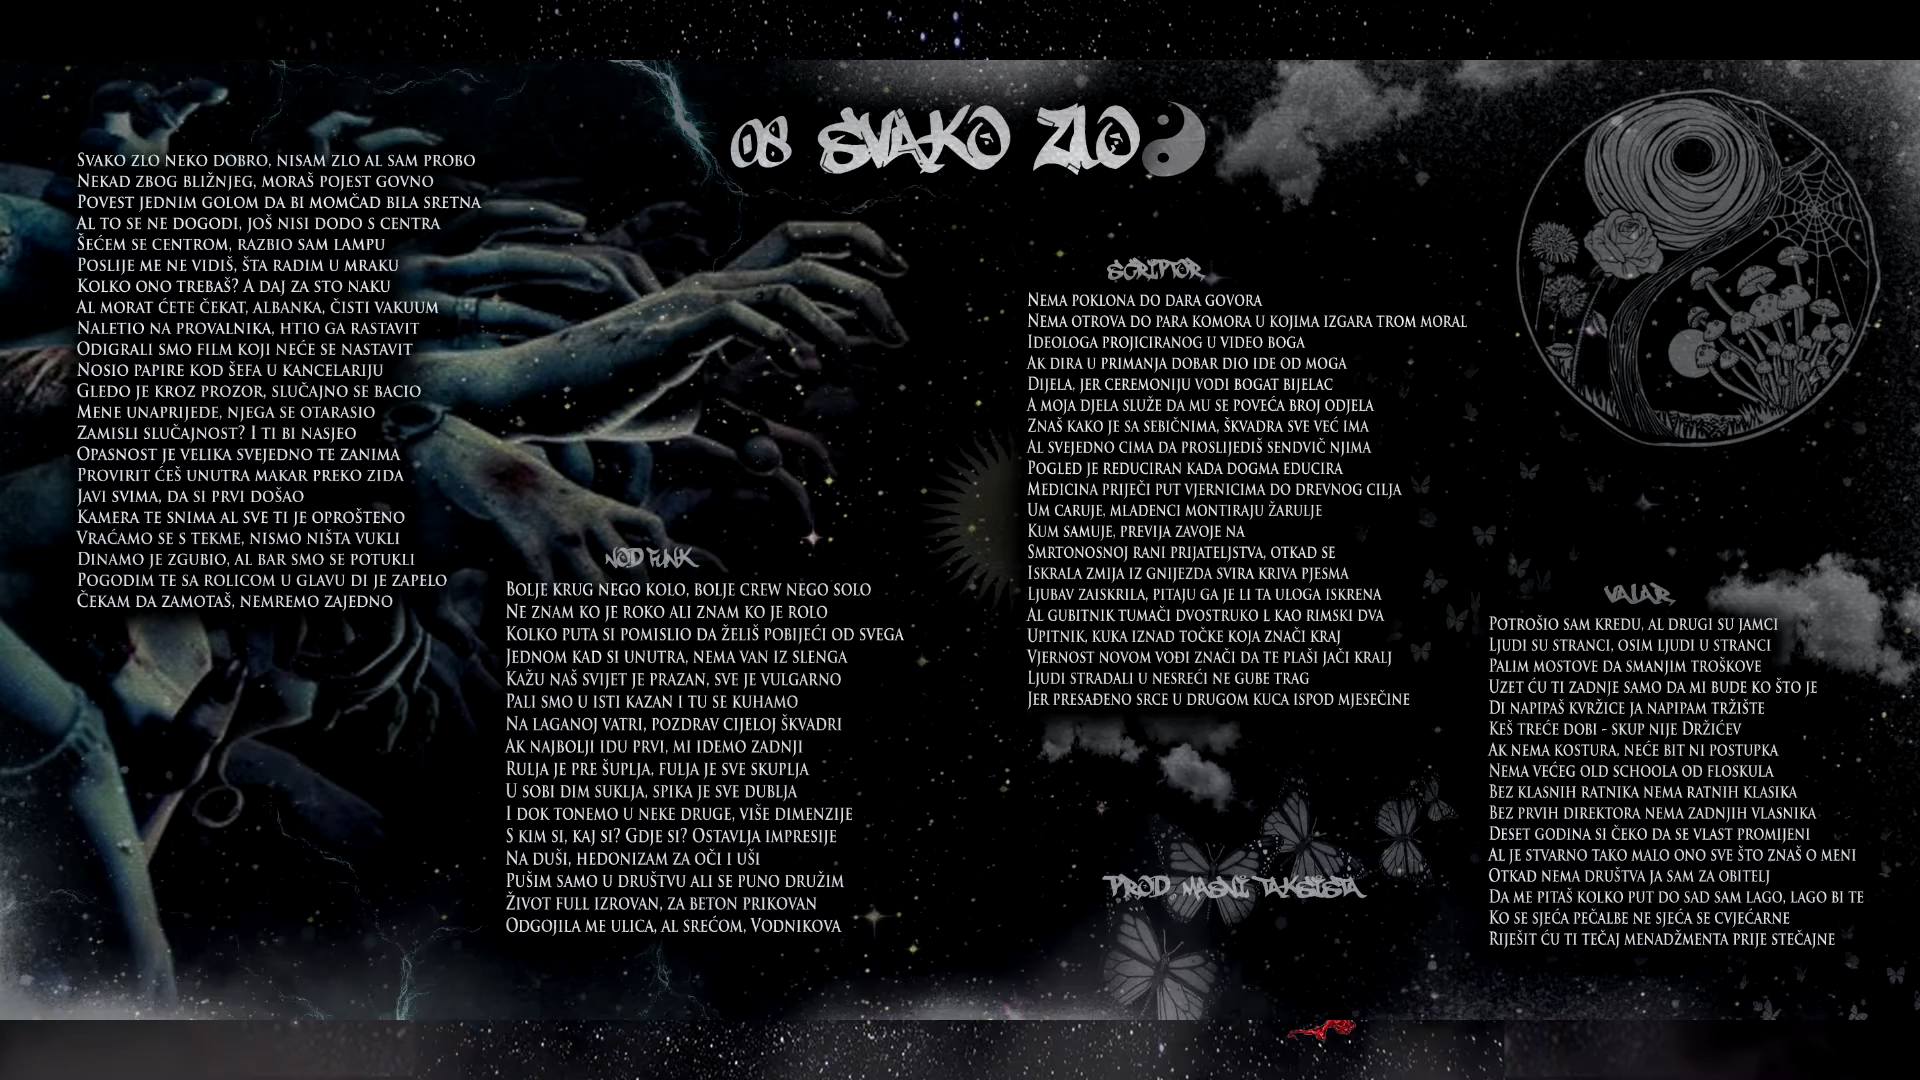 08 SVAKO ZLO
Svako zlo neko dobro, nisam zlo al sam probo
Nekad zbog bližnjeg, moraš pojest govno
Povest jednim golom da bi momčad bila sretna
Al to se ne dogodi, još nisi dodo s centra
Šećem se centrom, razbio sam lampu
Poslije me ne vidiš, šta radim u mraku
Kolko ono trebaš? A daj za sto naku
Al morat ćete čekat, albanka, čisti vakuum
Naletio na provalnika, htio ga rastavit
Odigrali smo film koji neće se nastavit
Nosio papire kod šefa u kancelariju
Gledo je kroz prozor, slučajno se bacio
Mene unaprijede, njega se otarasio
Zamisli slučajnost? I ti bi nasjeo
Opasnost je velika svejedno te zanima
Provirit ćeš unutra makar preko zida
Javi svima, da si prvi došao
Kamera te snima al sve ti je oprošteno
Vraćamo se s tekme, nismo ništa vukli
Dinamo je zgubio, al bar smo se potukli
Pogodim te sa rolicom u glavu di je zapelo
Čekam da zamotaš, nemremo zajedno
NOD FUNK
Bolje krug nego kolo, bolje crew nego solo
Ne znam ko je Roko ali znam ko je rolo
Kolko puta si pomislio da želiš pobijeći od svega
Jednom kad si unutra, nema van iz slenga
Kažu naš svijet je prazan, sve je vulgarno
Pali smo u isti kazan i tu se kuhamo
Na laganoj vatri, pozdrav cijeloj škvadri
Ak najbolji idu prvi, mi idemo zadnji
Rulja je pre šuplja, fulja je sve skuplja
U sobi dim suklja, spika je sve dublja
I dok tonemo u neke druge, više dimenzije
S kim si, kaj si? Gdje si? Ostavlja impresije
Na duši, hedonizam za oči i uši
Pušim samo u društvu ali se puno družim
Život full izrovan, za beton prikovan
Odgojila me ulica, al srećom, Vodnikova
SCRIPTOR
Nema poklona do dara govora
Nema otrova do para komora u kojima izgara trom moral
Ideologa projiciranog u video boga
Ak dira u primanja dobar dio ide od moga
Dijela, jer ceremoniju vodi bogat bijelac
A moja djela služe da mu se poveća broj odjela
Znaš kako je sa sebičnima, škvadra sve već ima
Al svejedno cima da proslijediš sendvič njima
Pogled je reduciran kada dogma educira
Medicina priječi put vjernicima do drevnog cilja
Um caruje, mladenci montiraju žarulje
Kum samuje, previja zavoje na
Smrtonosnoj rani prijateljstva, otkad se
Iskrala zmija iz gnijezda svira kriva pjesma
Ljubav zaiskrila, pitaju ga je li ta uloga iskrena
Al gubitnik tumači dvostruko L kao rimski dva
Upitnik, kuka iznad točke koja znači kraj
Vjernost novom vođi znači da te plaši jači kralj
Ljudi stradali u nesreći ne gube trag
Jer presađeno srce u drugom kuca ispod mjesečine
PROD. MASNI TAKSISTA
VALAR
Potrošio sam kredu, al drugi su jamci
Ljudi su stranci, osim ljudi u stranci
Palim mostove da smanjim troškove
Uzet ću ti zadnje samo da mi bude ko što je
Di napipaš kvržice ja napipam tržište
Keš treće dobi - skup nije Držićev
Ak nema kostura, neće bit ni postupka
Nema većeg old schoola od floskula
Bez klasnih ratnika nema ratnih klasika
Bez prvih direktora nema zadnjih vlasnika
Deset godina si čeko da se vlast promijeni
Al je stvarno tako malo ono sve što znaš o meni
Otkad nema društva ja sam za obitelj
Da me pitaš kolko put do sad sam lago, lago bi te
Ko se sjeća pečalbe ne sjeća se cvjećarne
Riješit ću ti tečaj menadžmenta prije stečajne